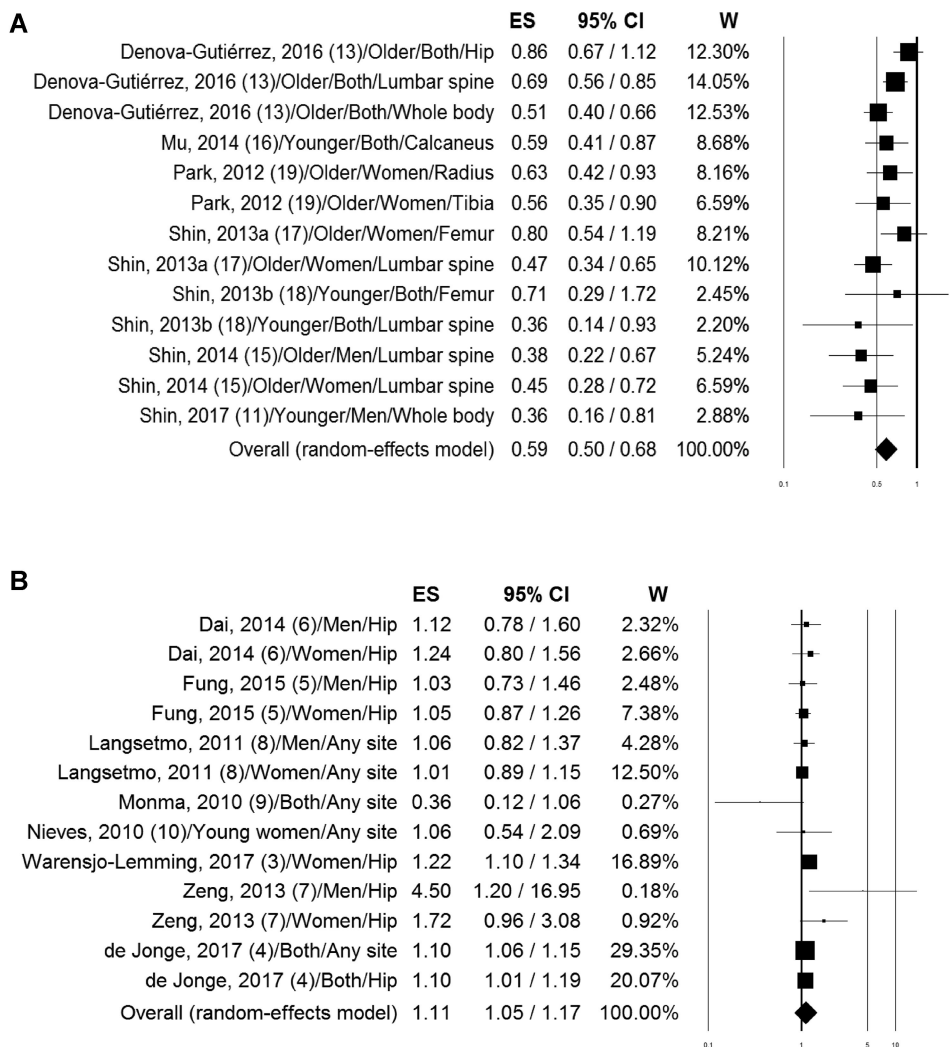 A
ES 95% CI W
Denova-Gutiérrez, 2016 (13)/Older/Both/Hip 0.86 0.67 / 1.12 12.30%
Denova-Gutiérrez, 2016 (13)/Older/Both/Lumbar spine 0.69 0.56 / 0.85 14.05%
Denova-Gutiérrez, 2016 (13)/Older/Both/Whole body 0.51 0.40 / 0.66 12.53%
Mu, 2014 (16)/Younger/Both/Calcaneus 0.59 0.41 / 0.87 8.68%
Park, 2012 (19)/Older/Women/Radius 0.63 0.42 / 0.93 8.16%
Park, 2012 (19)/Older/Women/Tibia 0.56 0.35 / 0.90 6.59%
Shin, 2013a (17)/Older/Women/Femur 0.80 0.54 / 1.19 8.21%
Shin, 2013a (17)/Older/Women/Lumbar spine 0.47 0.34 / 0.65 10.12%
Shin, 2013b (18)/Younger/Both/Femur 0.71 0.29 / 1.72 2.45%
Shin, 2013b (18)/Younger/Both/Lumbar spine 0.36 0.14 / 0.93 2.20%
Shin, 2014 (15)/Older/Men/Lumbar spine 0.38 0.22 / 0.67 5.24%
Shin, 2014 (15)/Older/Women/Lumbar spine 0.45 0.28 / 0.72 6.59%
Shin, 2017 (11)/Younger/Men/Whole body 0.36 0.16 / 0.81 2.88%
Overall (random-effects model) 0.59 0.50 / 0.68 100.00%
0.1 0.5 1
B
ES 95% CI W
Dai, 2014 (6)/Men/Hip 1.12 0.78 / 1.60 2.32%
Dai, 2014 (6)/Women/Hip 1.24 0.80 / 1.56 2.66%
Fung, 2015 (5)/Men/Hip 1.03 0.73 / 1.46 2.48%
Fung, 2015 (5)/Women/Hip 1.05 0.87 / 1.26 7.38%
Langsetmo, 2011 (8)/Men/Any site 1.06 0.82 / 1.37 4.28%
Langsetmo, 2011 (8)/Women/Any site 1.01 0.89 / 1.15 12.50%
Monma, 2010 (9)/Both/Any site 0.36 0.12 / 1.06 0.27%
Nieves, 2010 (10)/Young women/Any site 1.06 0.54 / 2.09 0.69%
Warensjo-Lemming, 2017 (3)/Women/Hip 1.22 1.10 / 1.34 16.89%
Zeng, 2013 (7)/Men/Hip 4.50 1.20 / 16.95 0.18%
Zeng, 2013 (7)/Women/Hip 1.72 0.96 / 3.08 0.92%
de Jonge, 2017 (4)/Both/Any site 1.10 1.06 / 1.15 29.35%
de Jonge, 2017 (4)/Both/Hip 1.10 1.01 / 1.19 20.07%
Overall (random-effects model) 1.11 1.05 / 1.17 100.00%
0.1 1 5 10